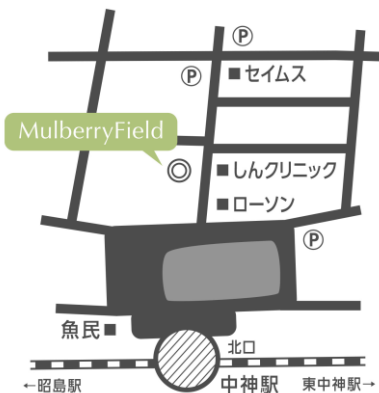 Ⓟ
Ⓟ
■セイムス
MulberryField
■しんクリニック
■ローソン
Ⓟ
魚民■
北口
中神駅
←昭島駅
東中神駅→